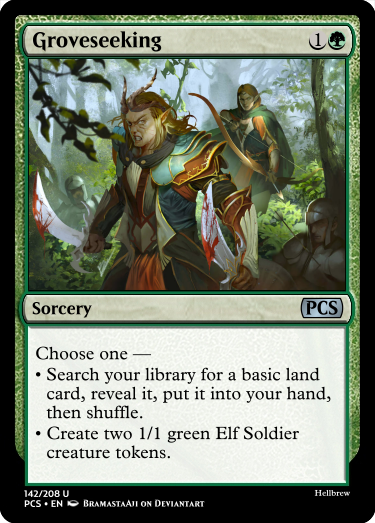 Groveseeking 1
Sorcery PCS
Choose one —
• Search your library for a basic land
card, reveal it, put it into your hand,
then shuffle.
• Create two 1/1 green Elf Soldier
creature tokens.
142/208 U Hellbrew
PCS • EN BramastaAji on Deviantart